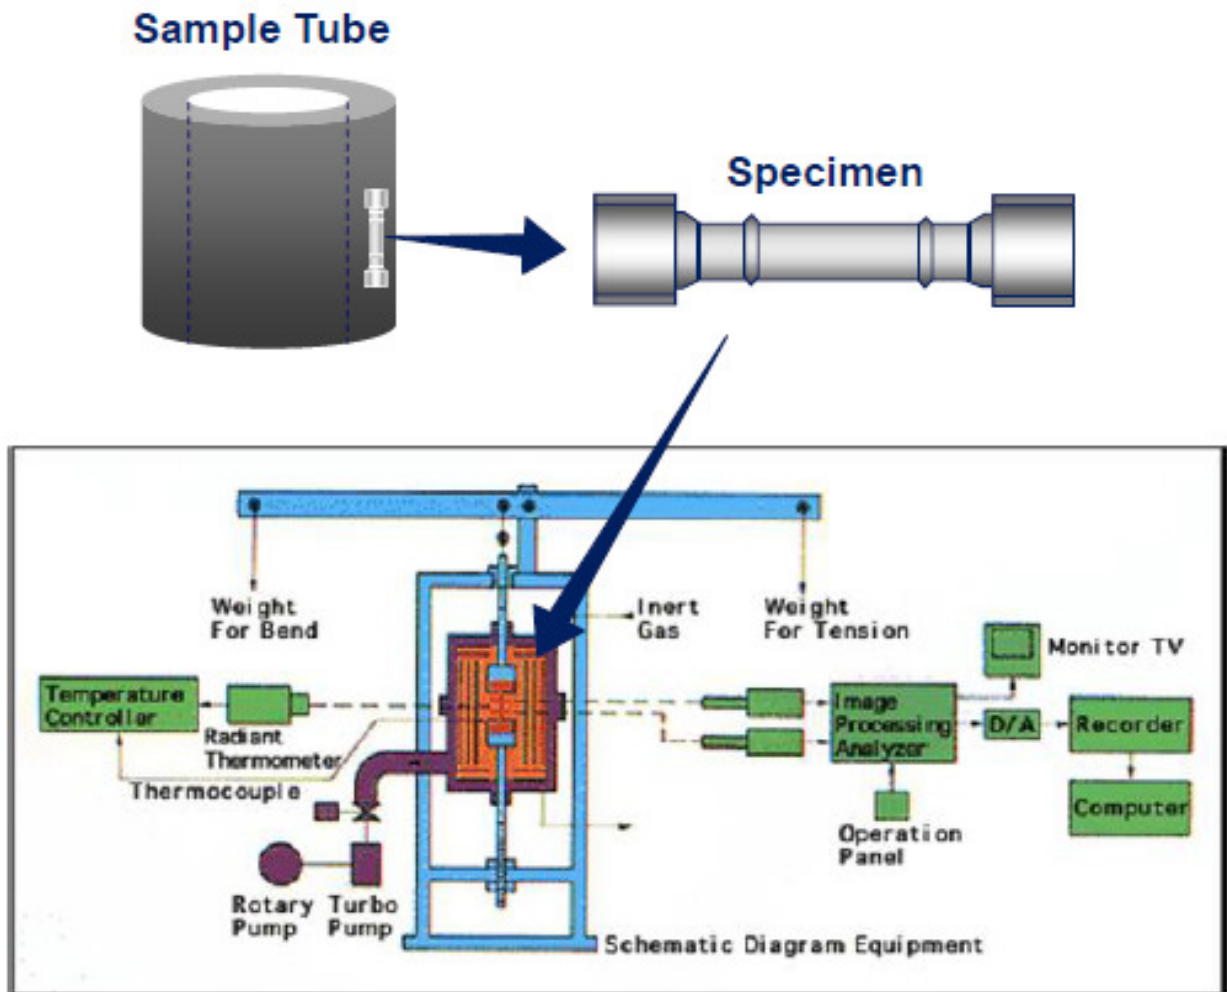 Sample Tube
Specimen
Weight
For Bend
Inert
Gas
Weight
For Tension
Monitor TV
Temperature
Controller
Radiant
Thermometer
Image
Processing
Analyzer
D/A
Recorder
Thermocouple
Computer
Operation
Panel
Rotary
Pump
Turbo
Pump
Schematic Diagram Equipment